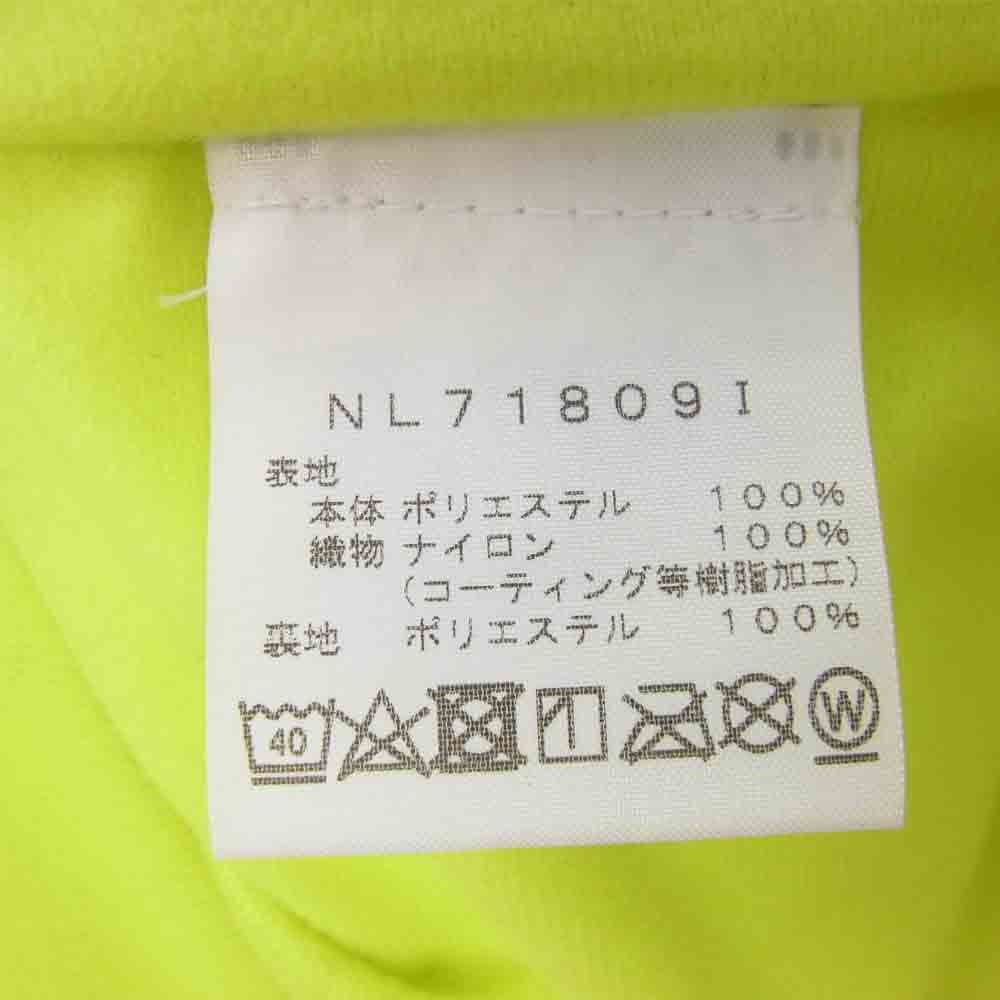 NL71809I
表地
本体 ポリエステル 100%
織物 ナイロン 100%
(コーティング等樹脂加工)
裏地 ポリエステル 100%
40 W